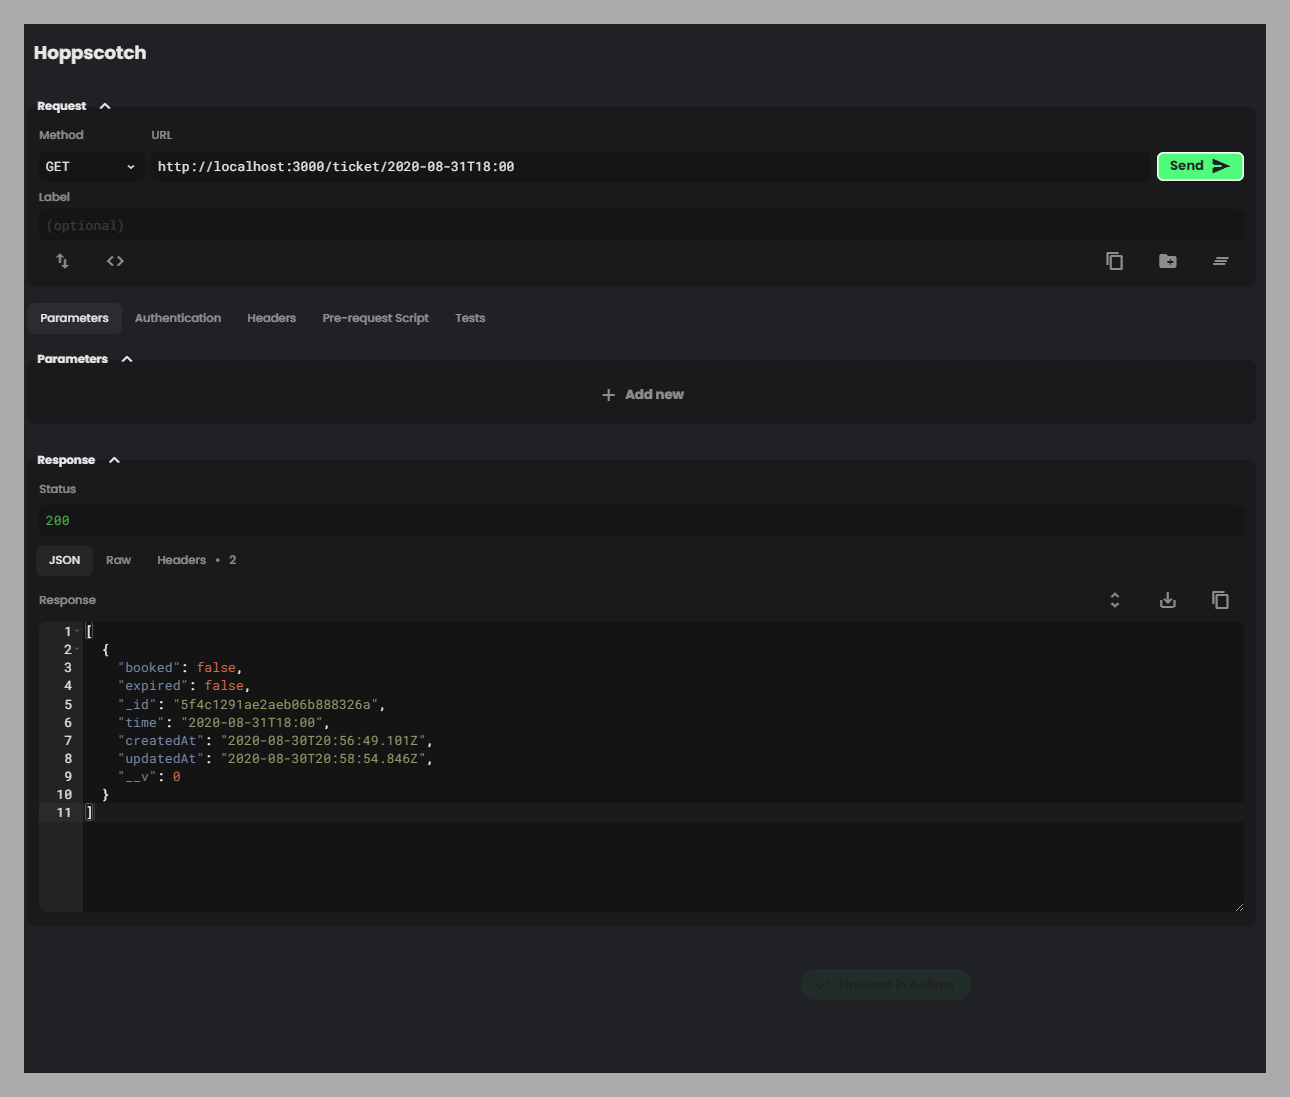 Hoppscotch
Request
Method URL
GET http://localhost:3000/ticket/2020-08-31T18:00 Send
Label
(optional)
Parameters Authentication Headers Pre-request Script Tests
Parameters
Add new
Response
Status
200
JSON Raw Headers • 2
Response
1 [
2 {
3 "booked": false,
4 "expired": false,
5 "_id": "5f4c1291ae2aeb06b888326a",
6 "time": "2020-08-31T18:00",
7 "createdAt": "2020-08-30T20:56:49.101Z",
8 "updatedAt": "2020-08-30T20:58:54.846Z",
9 "__v": 0
10 }
11 ]
Finished in 448ms